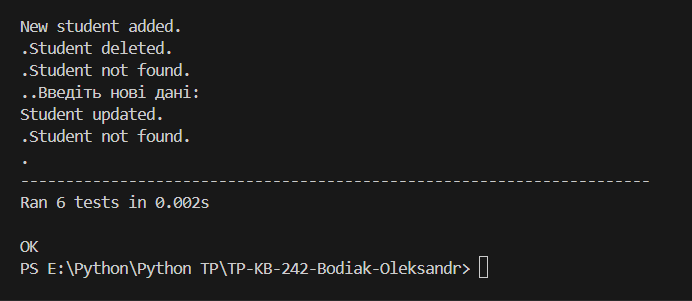 New student added.
.Student deleted.
.Student not found.
..Введіть нові дані:
Student updated.
.Student not found.
.
----------------------------------------------------------------------
Ran 6 tests in 0.002s
OK
PS E:\Python\Python TP\TP-KB-242-Bodiak-Oleksandr>